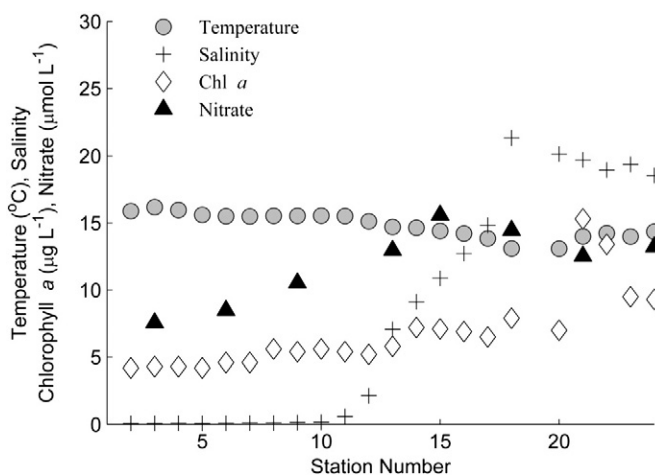 30
25
20
15
10
5
0
Temperature (°C), Salinity
Chlorophyll a (μg L⁻¹), Nitrate (μmol L⁻¹)
Temperature
Salinity
Chl a
Nitrate
5 10 15 20
Station Number